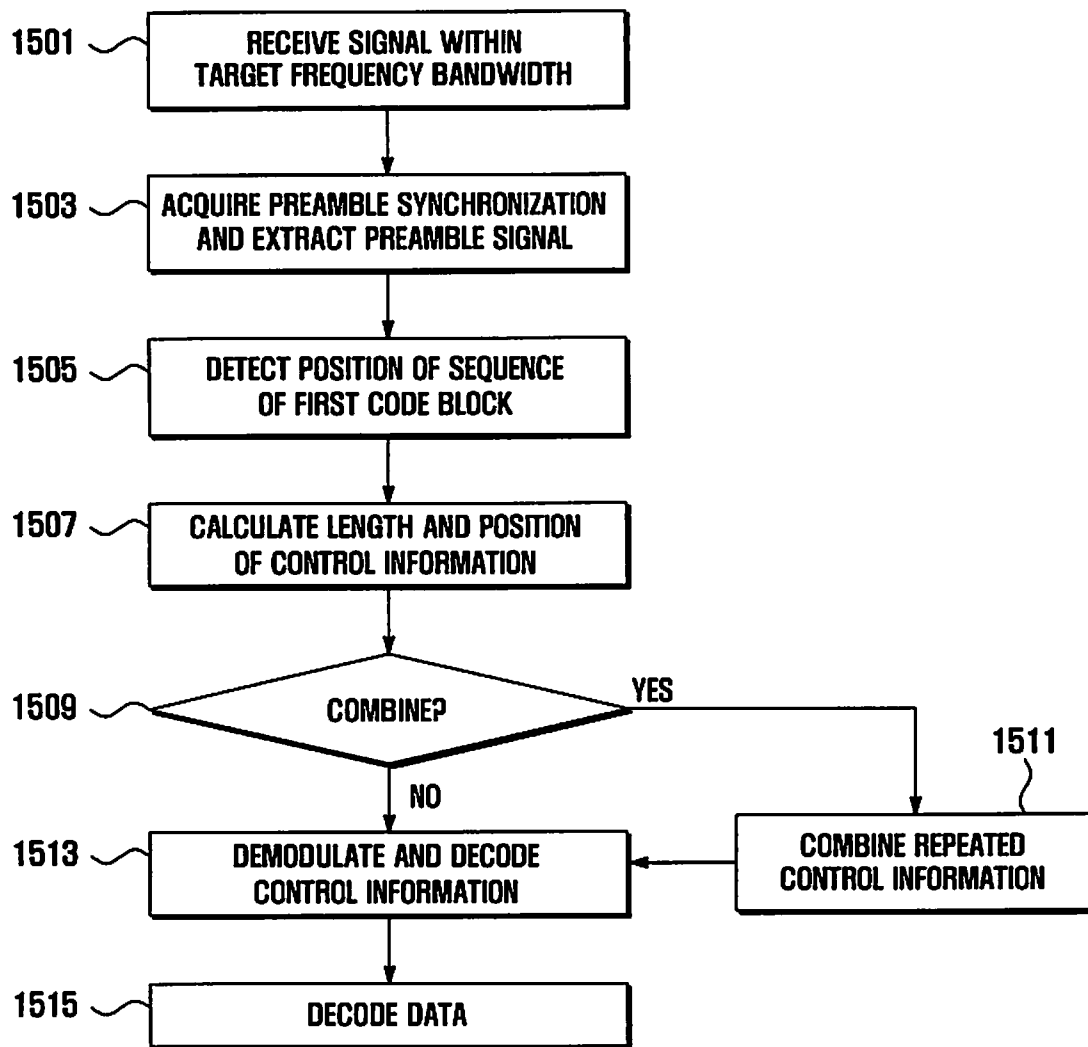 1501
RECEIVE SIGNAL WITHIN
TARGET FREQUENCY BANDWIDTH
1503
ACQUIRE PREAMBLE SYNCHRONIZATION
AND EXTRACT PREAMBLE SIGNAL
1505
DETECT POSITION OF SEQUENCE
OF FIRST CODE BLOCK
1507
CALCULATE LENGTH AND POSITION
OF CONTROL INFORMATION
1509
COMBINE?
YES
NO
1511
COMBINE REPEATED
CONTROL INFORMATION
1513
DEMODULATE AND DECODE
CONTROL INFORMATION
1515
DECODE DATA